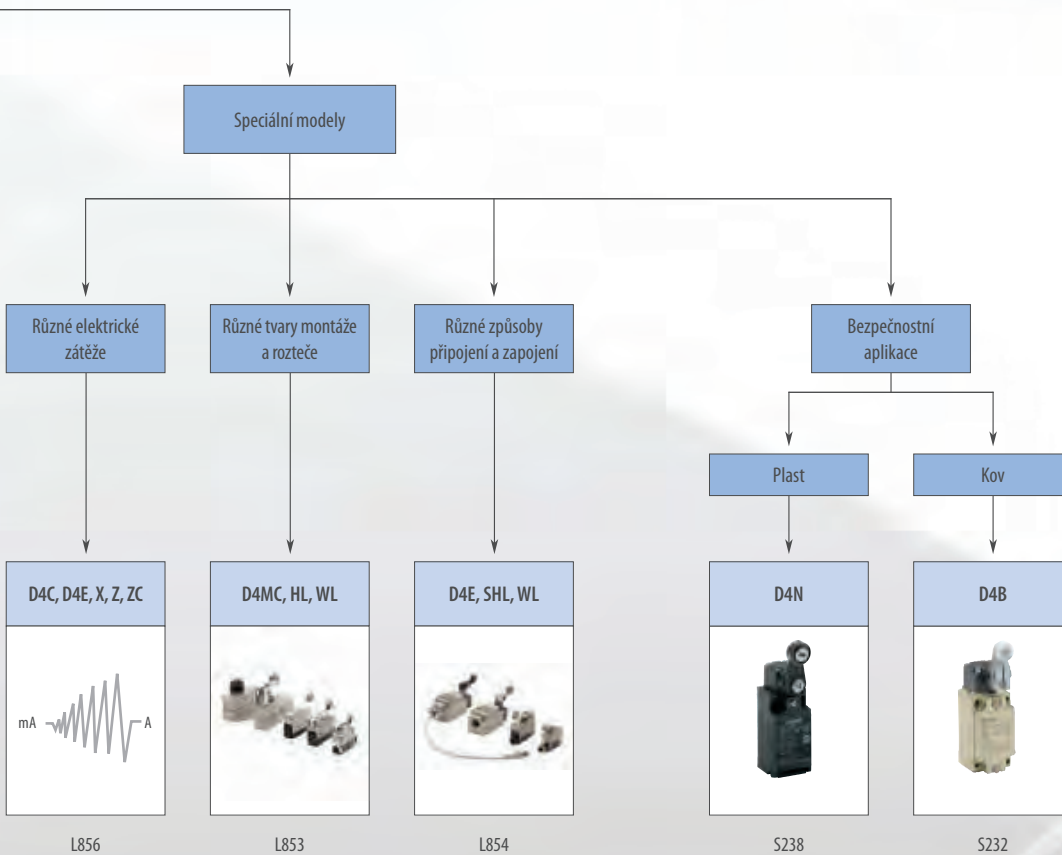 Speciální modely
Různé elektrické
zátěže
Různé tvary montáže
a rozteče
Různé způsoby
připojení a zapojení
Bezpečnostní
aplikace
Plast
Kov
D4C, D4E, X, Z, ZC
D4MC, HL, WL
D4E, SHL, WL
D4N
D4B
mA
A
L856
L853
L854
S238
S232